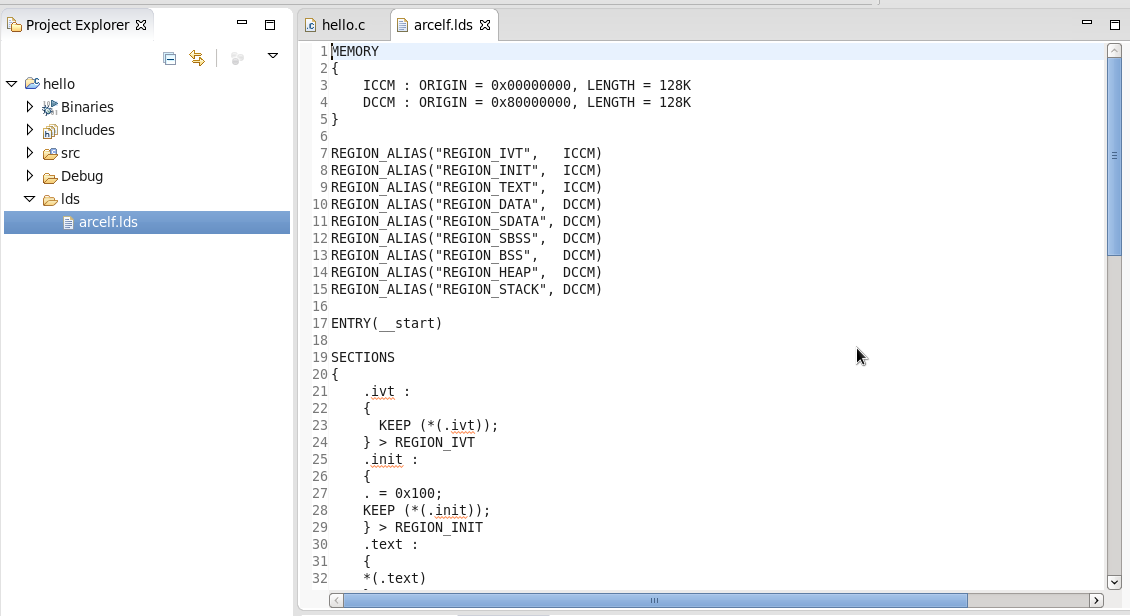 Project Explorer
hello
Binaries
Includes
src
Debug
lds
arcelf.lds
hello.c
arcelf.lds
1 MEMORY
2 {
3     ICCM : ORIGIN = 0x00000000, LENGTH = 128K
4     DCCM : ORIGIN = 0x80000000, LENGTH = 128K
5 }
6
7 REGION_ALIAS("REGION_IVT",   ICCM)
8 REGION_ALIAS("REGION_INIT",  ICCM)
9 REGION_ALIAS("REGION_TEXT",  ICCM)
10 REGION_ALIAS("REGION_DATA",  DCCM)
11 REGION_ALIAS("REGION_SDATA", DCCM)
12 REGION_ALIAS("REGION_SBSS",  DCCM)
13 REGION_ALIAS("REGION_BSS",   DCCM)
14 REGION_ALIAS("REGION_HEAP",  DCCM)
15 REGION_ALIAS("REGION_STACK", DCCM)
16
17 ENTRY(__start)
18
19 SECTIONS
20 {
21     .ivt :
22     {
23       KEEP (*(.ivt));
24     } > REGION_IVT
25     .init :
26     {
27     . = 0x100;
28     KEEP (*(.init));
29     } > REGION_INIT
30     .text :
31     {
32     *(.text)